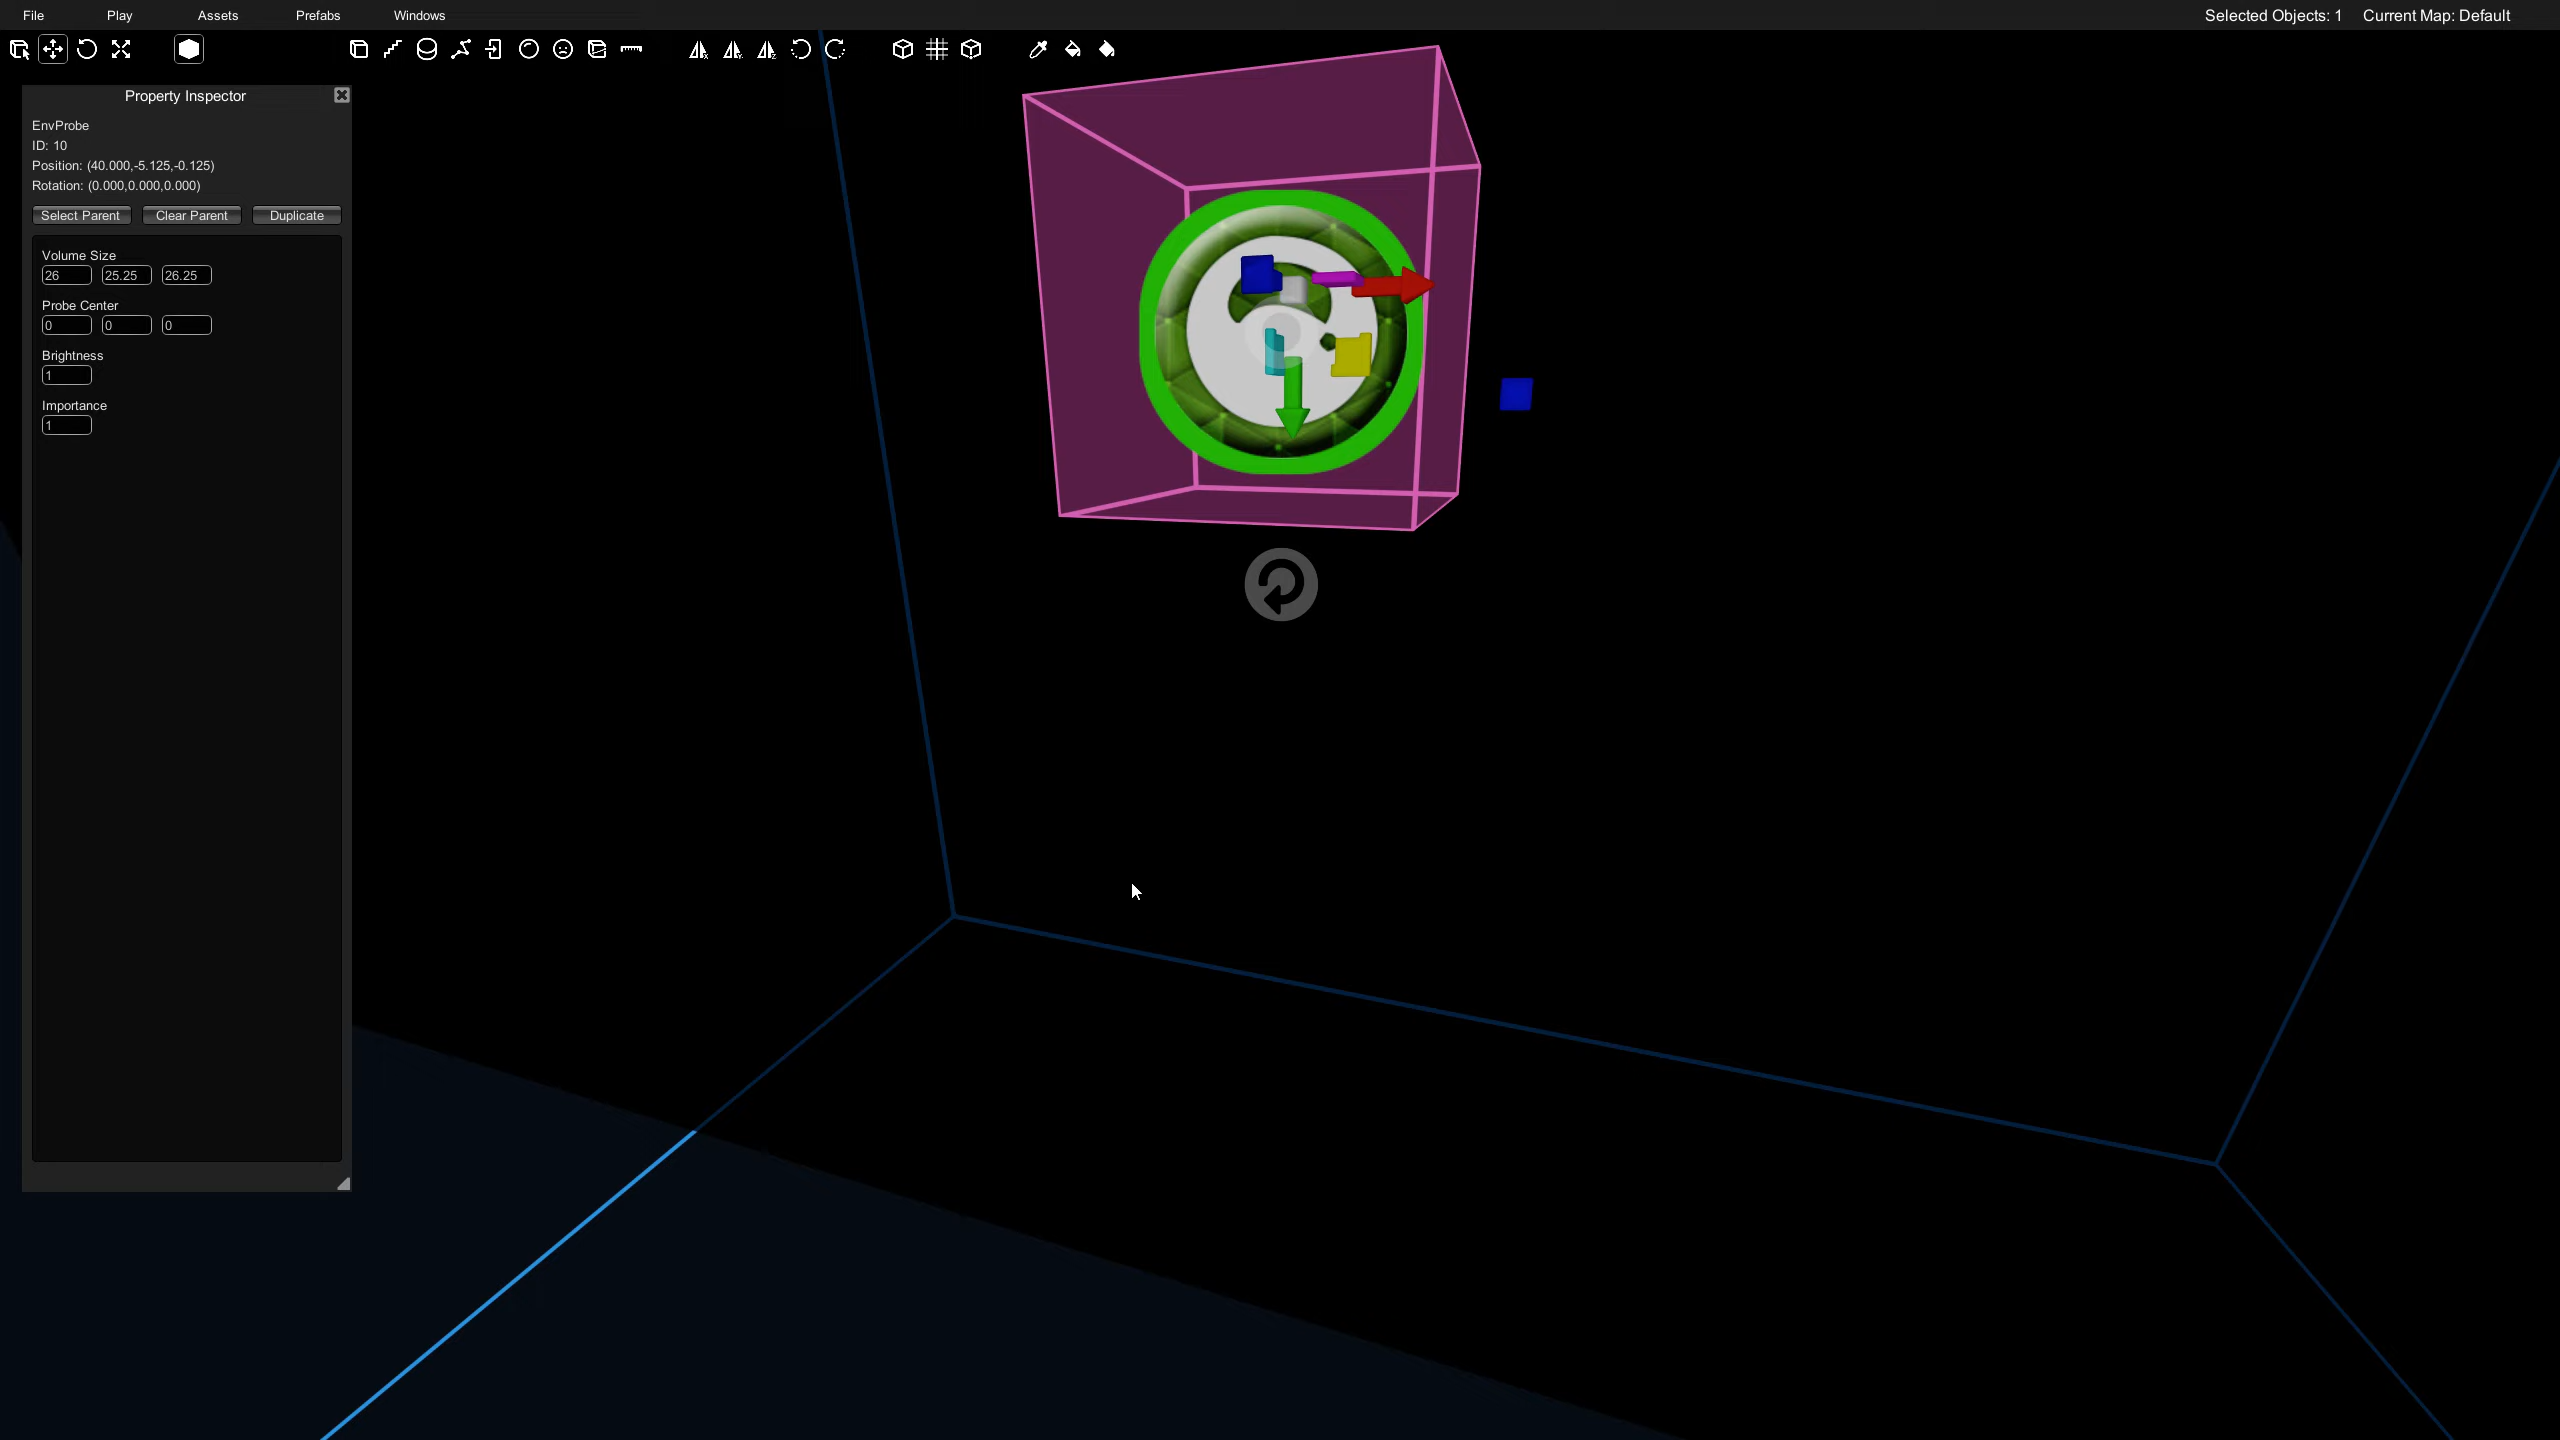 File Play Assets Prefabs Windows Selected Objects: 1 Current Map: Default
Property Inspector
EnvProbe
ID: 10
Position: (40.000,-5.125,-0.125)
Rotation: (0.000,0.000,0.000)
Select Parent Clear Parent Duplicate
Volume Size
26 25.25 26.25
Probe Center
0 0 0
Brightness
1
Importance
1